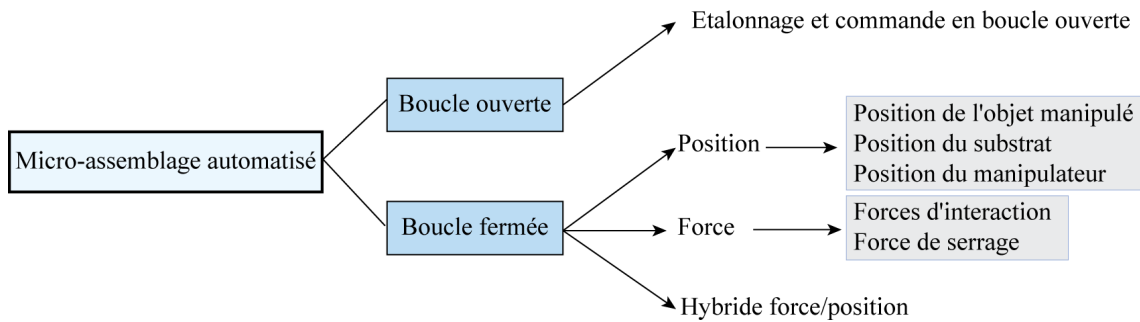 Etalonnage et commande en boucle ouverte
Boucle ouverte
Micro-assemblage automatisé
Position
Position de l'objet manipulé
Position du substrat
Position du manipulateur
Boucle fermée
Force
Forces d'interaction
Force de serrage
Hybride force/position